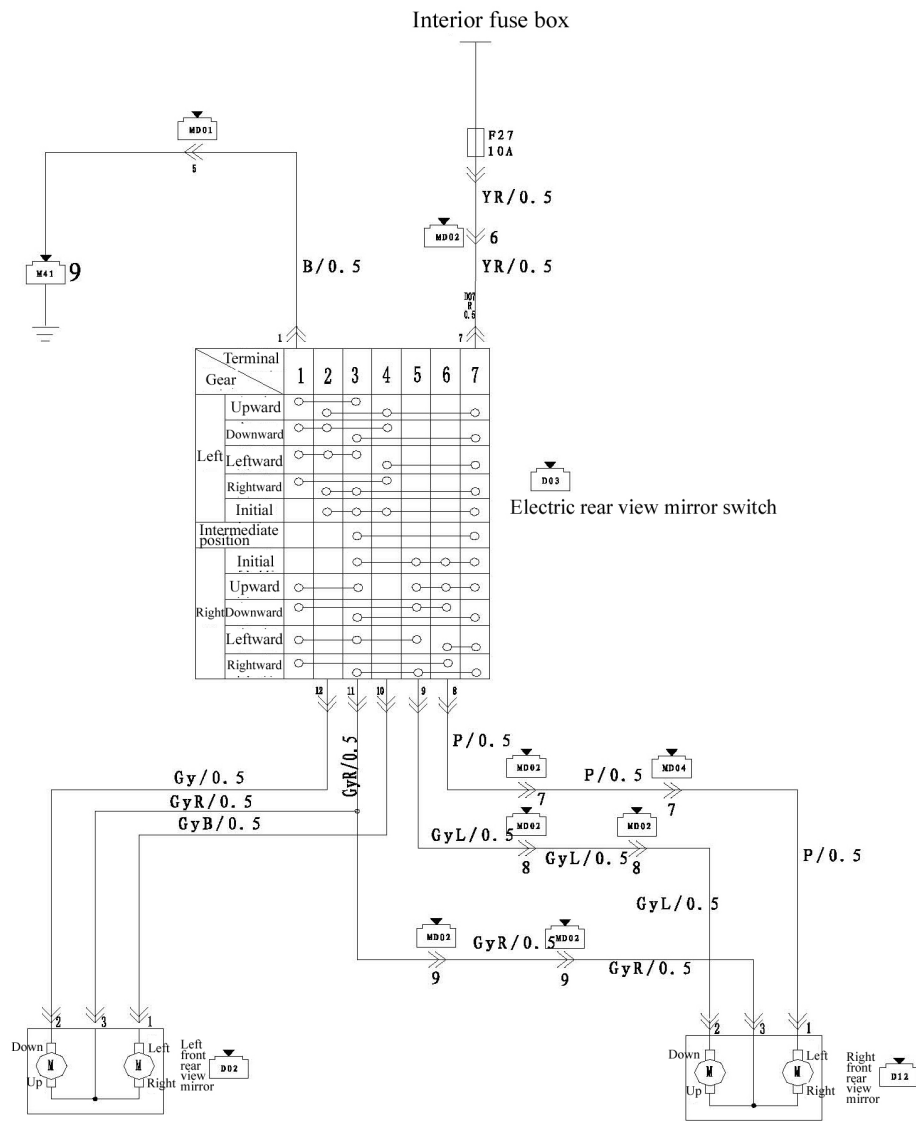 Interior fuse box
MD01
5
F27
10A
YR/0.5
MD02
6
M41
9
B/0.5
YR/0.5
D07
R
0.5
1
7
Terminal
Gear
1 2 3 4 5 6 7
Left
Upward
Downward
Leftward
Rightward
Initial
Intermediate
position
Right
Initial
Upward
Downward
Leftward
Rightward
D03
Electric rear view mirror switch
12 11 10 9 8
GyR/0.5
P/0.5
MD02
MD04
Gy/0.5
P/0.5
GyR/0.5
7
7
GyB/0.5
MD02
MD02
GyL/0.5
GyL/0.5
P/0.5
8
8
GyL/0.5
MD02
MD02
GyR/0.5
GyR/0.5
9
9
2 3 1
2 3 1
Down
Left
Up
Right
M
M
Left
front
rear
view
mirror
D02
Down
Left
Up
Right
M
M
Right
front
rear
view
mirror
D12